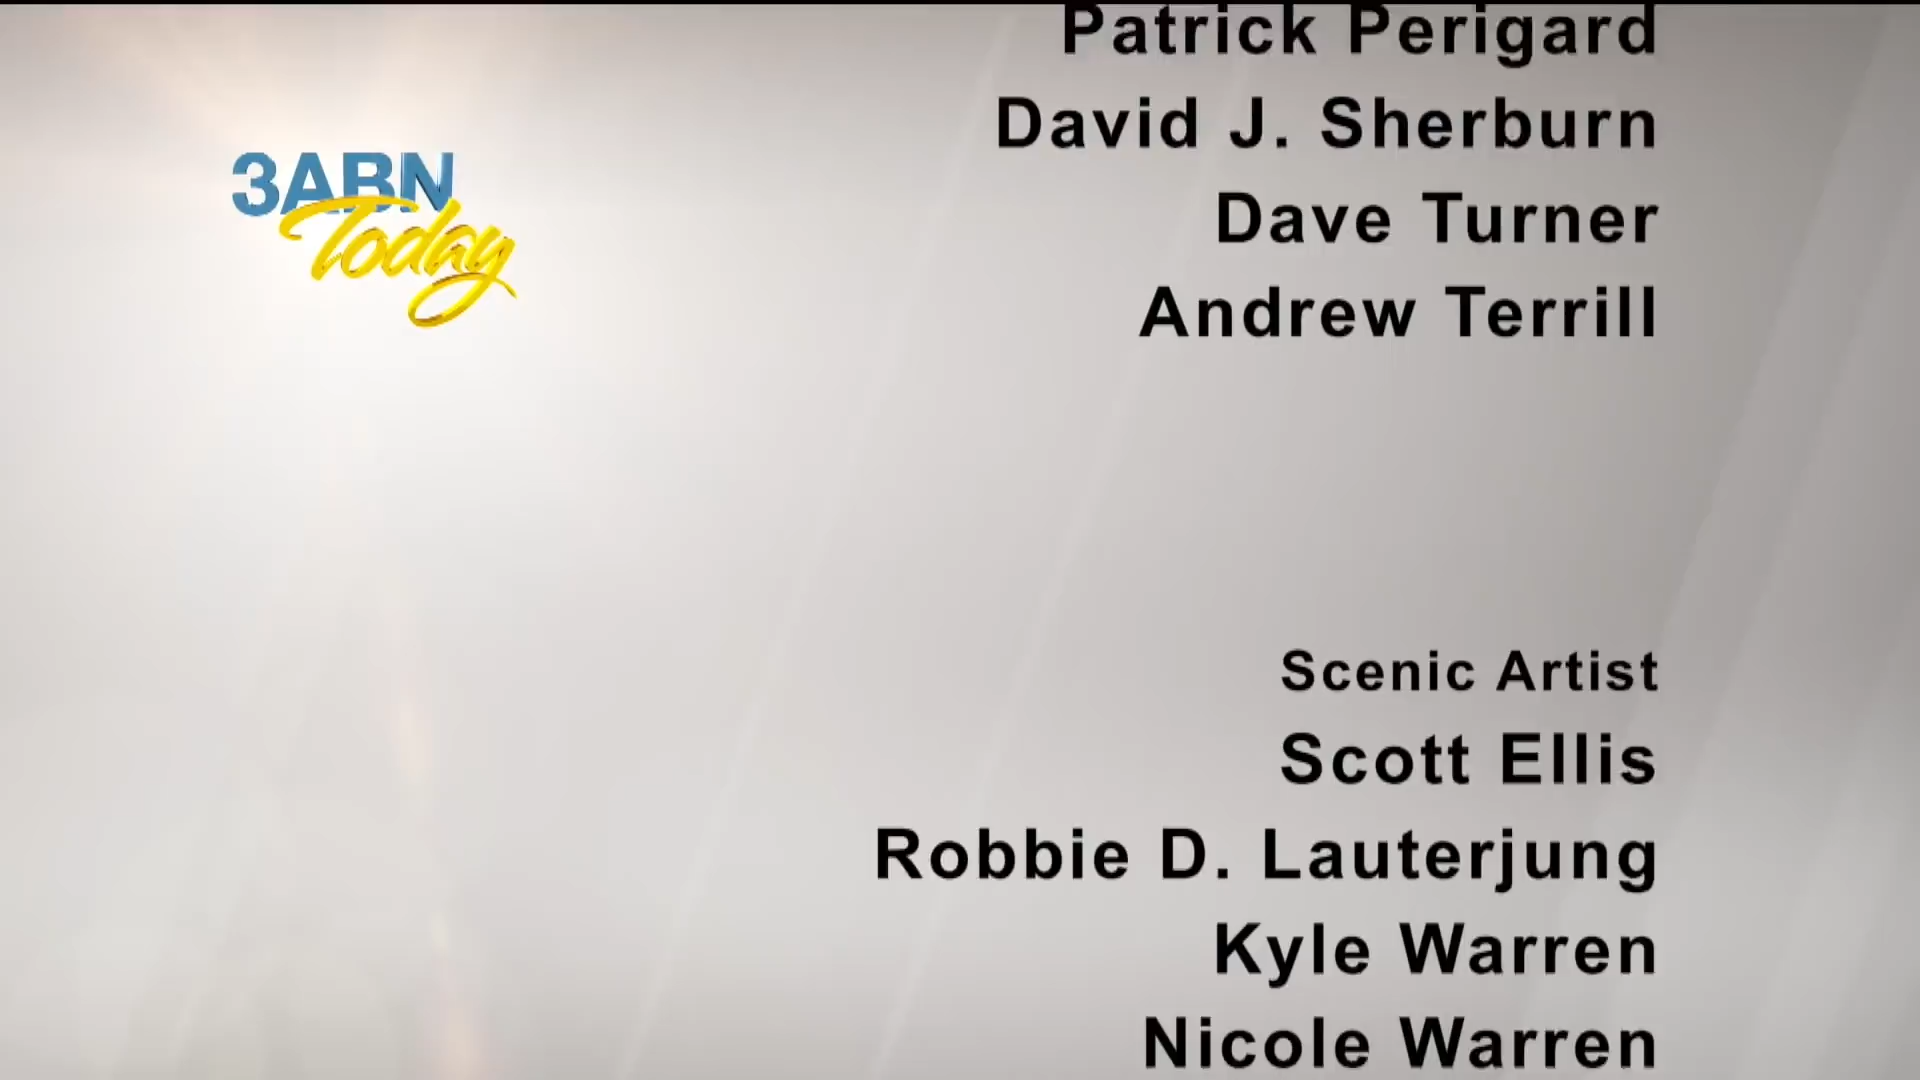 3ABN
Today
Patrick Perigard
David J. Sherburn
Dave Turner
Andrew Terrill
Scenic Artist
Scott Ellis
Robbie D. Lauterjung
Kyle Warren
Nicole Warren